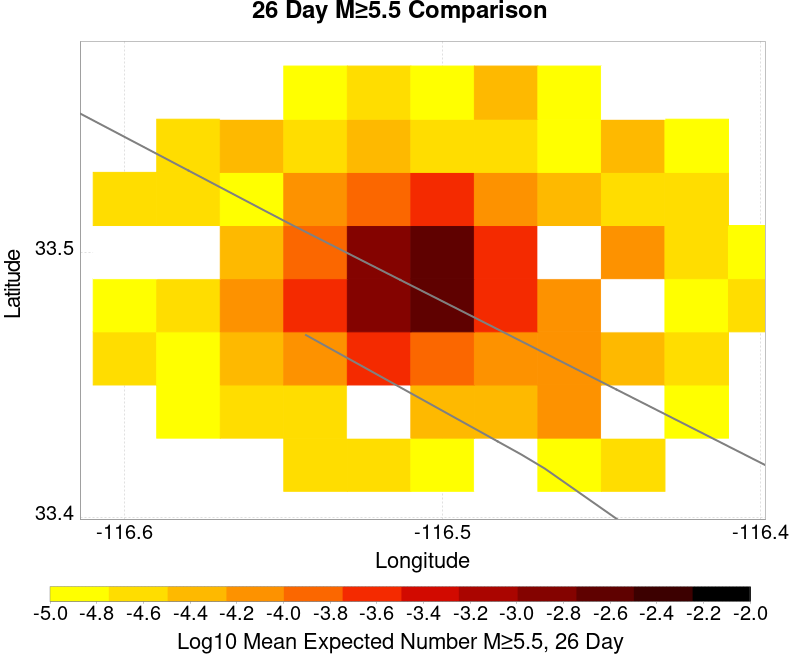 26 Day M≥5.5 Comparison
Latitude
33.5
33.4
-116.6 -116.5 -116.4
Longitude
-5.0 -4.8 -4.6 -4.4 -4.2 -4.0 -3.8 -3.6 -3.4 -3.2 -3.0 -2.8 -2.6 -2.4 -2.2 -2.0
Log10 Mean Expected Number M≥5.5, 26 Day